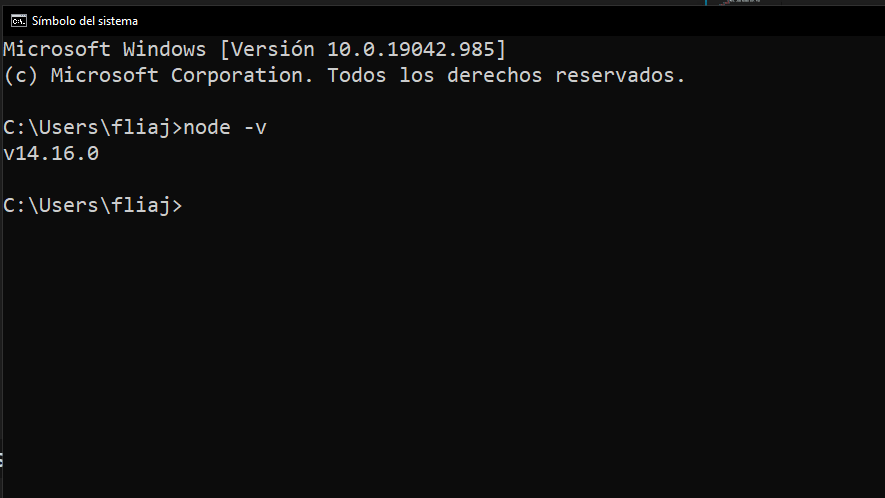 Símbolo del sistema
Microsoft Windows [Versión 10.0.19042.985]
(c) Microsoft Corporation. Todos los derechos reservados.
C:\Users\fliaj>node -v
v14.16.0
C:\Users\fliaj>